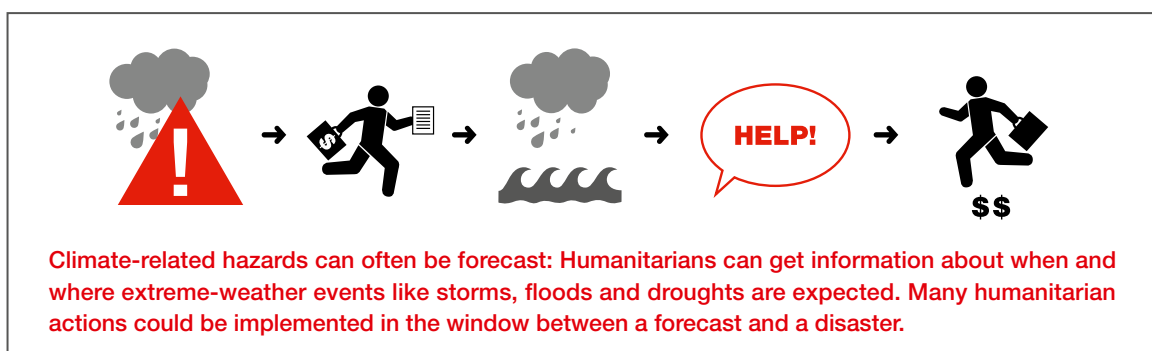 !
$
HELP!
$$
Climate-related hazards can often be forecast: Humanitarians can get information about when and
where extreme-weather events like storms, floods and droughts are expected. Many humanitarian
actions could be implemented in the window between a forecast and a disaster.